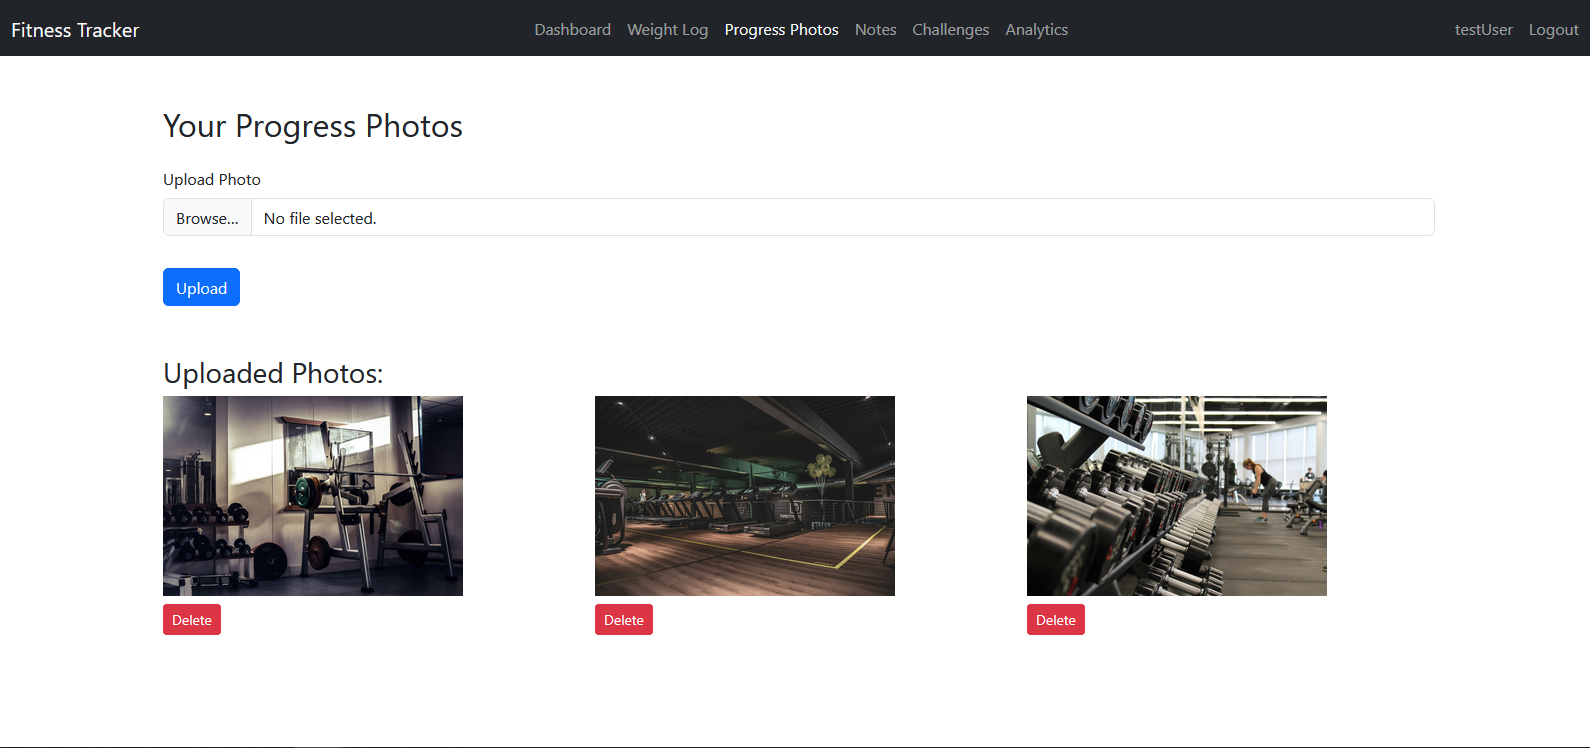 Fitness Tracker Dashboard Weight Log Progress Photos Notes Challenges Analytics testUser Logout
Your Progress Photos
Upload Photo
Browse... No file selected.
Upload
Uploaded Photos:
Delete Delete Delete